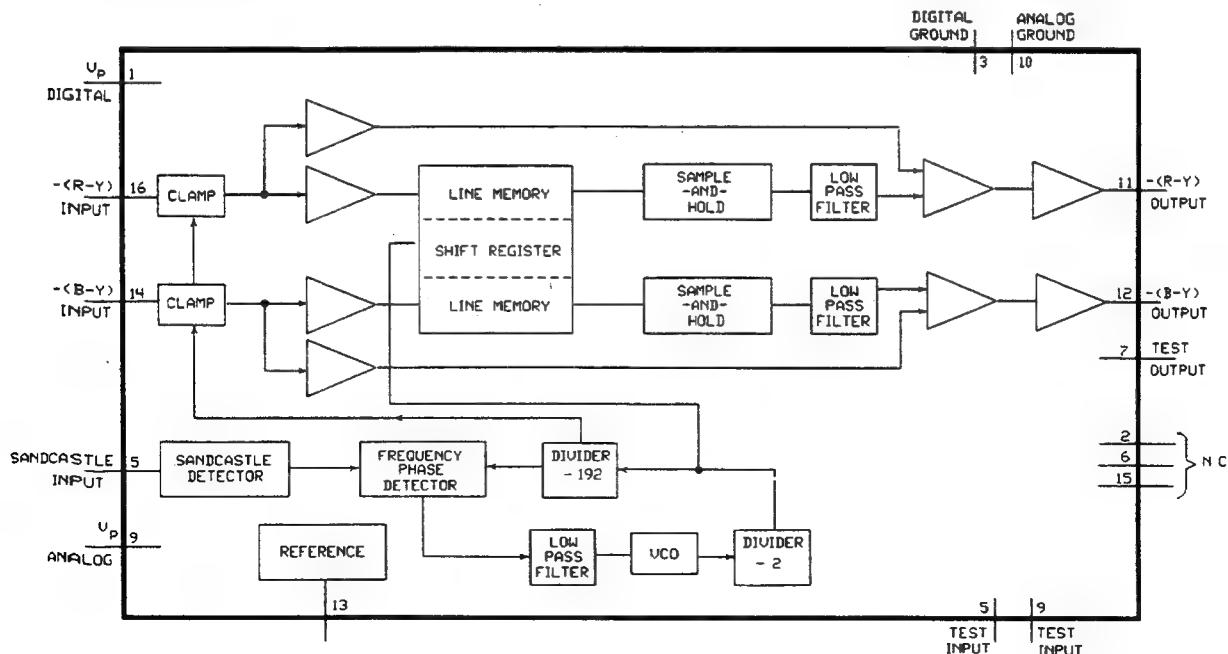 DIGITAL GROUND
ANALOG GROUND
3
10
UP
1
DIGITAL
-(R-Y)
16
INPUT
CLAMP
LINE MEMORY
SAMPLE
-AND-
HOLD
LOW
PASS
FILTER
11
-(R-Y)
OUTPUT
SHIFT REGISTER
-(B-Y)
14
INPUT
CLAMP
LINE MEMORY
SAMPLE
-AND-
HOLD
LOW
PASS
FILTER
12
-(B-Y)
OUTPUT
7
TEST
OUTPUT
SANDCASTLE
5
INPUT
SANDCASTLE
DETECTOR
FREQUENCY
PHASE
DETECTOR
DIVIDER
-192
2
6
15
NC
UP
9
ANALOG
REFERENCE
LOW
PASS
FILTER
VCO
DIVIDER
-2
13
5
9
TEST
INPUT
TEST
INPUT